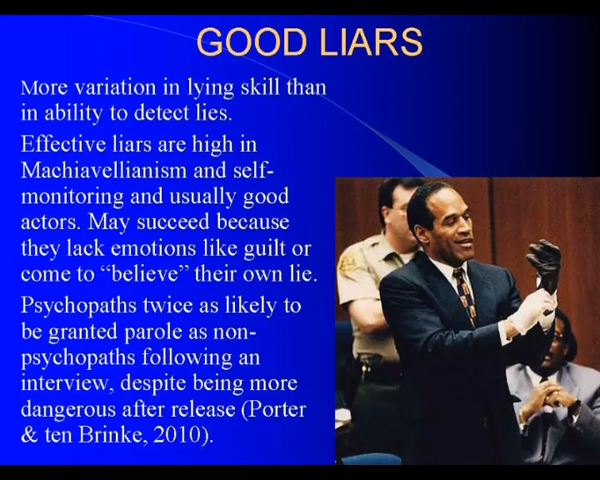 GOOD LIARS
More variation in lying skill than
in ability to detect lies.
Effective liars are high in
Machiavellianism and self-
monitoring and usually good
actors. May succeed because
they lack emotions like guilt or
come to “believe” their own lie.
Psychopaths twice as likely to
be granted parole as non-
psychopaths following an
interview, despite being more
dangerous after release (Porter
& ten Brinke, 2010).